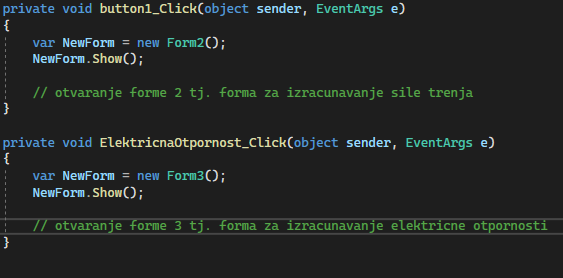 private void button1_Click(object sender, EventArgs e)
{
    var NewForm = new Form2();
    NewForm.Show();
    // otvaranje forme 2 tj. forma za izracunavanje sile trenja
}
private void ElektricnaOtpornost_Click(object sender, EventArgs e)
{
    var NewForm = new Form3();
    NewForm.Show();
    // otvaranje forme 3 tj. forma za izracunavanje elektricne otpornosti
}